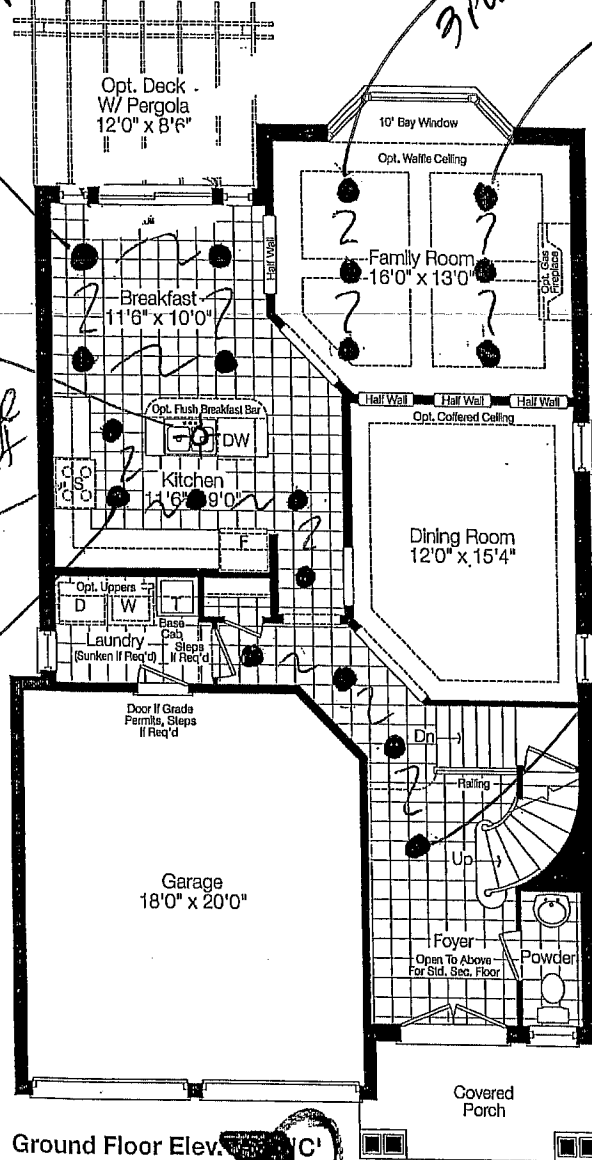 Opt. Deck
W/ Pergola
12'0" x 8'6"
10' Bay Window
Opt. Waffle Ceiling
Half Wall
Family Room
16'0" x 13'0"
Opt. Gas
Fireplace
Breakfast
11'6" x 10'0"
Half Wall
Half Wall
Half Wall
Opt. Coffered Ceiling
Opt. Flush Breakfast Bar
DW
S
Kitchen
11'6" x 9'0"
F
Dining Room
12'0" x 15'4"
Opt. Uppers
D
W
T
Base
Cab
Laundry
(Sunken If Req'd)
Steps
If Req'd
Door If Grade
Permits, Steps
If Req'd
Dn
Railing
Up
Garage
18'0" x 20'0"
Foyer
Open To Above
For Std. Sec. Floor
Powder
Covered
Porch
Ground Floor Elev. 'C'